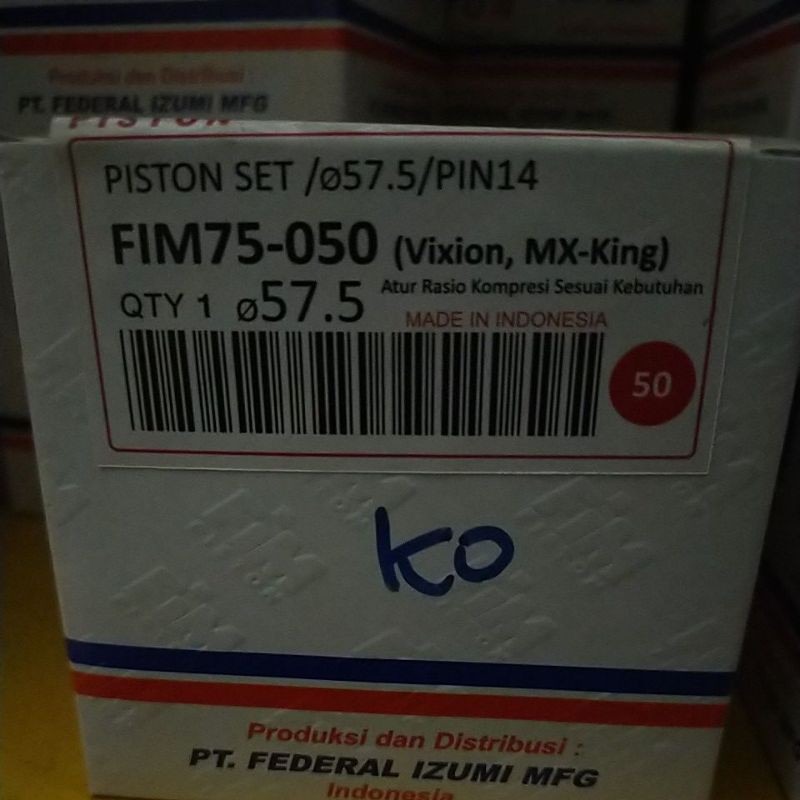 Produksi dan Distribusi :
PT. FEDERAL IZUMI MFG
PISTON
PISTON SET /ø57.5/PIN14
FIM75-050 (Vixion, MX-King)
QTY 1 ø57.5 Atur Rasio Kompresi Sesuai Kebutuhan
MADE IN INDONESIA
50
KO
Produksi dan Distribusi :
PT. FEDERAL IZUMI MFG
Indonesia